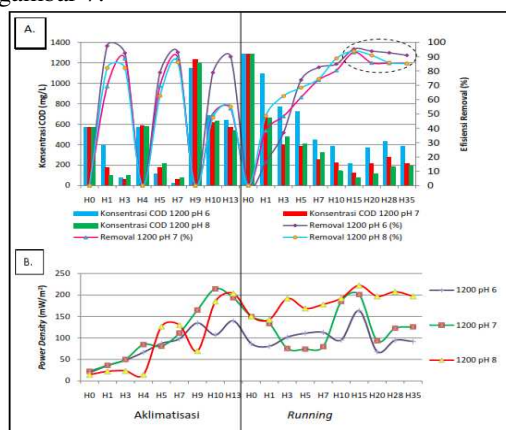 A.
Konsentrasi COD (mg/L)
1400
1200
1000
800
600
400
200
0
100
90
80
70
60
50
40
30
20
10
0
Efisiensi Removal (%)
H0 H1 H3 H4 H5 H7 H9 H10 H13 H0 H1 H3 H5 H7 H10 H15 H20 H28 H35
Konsentrasi COD 1200 pH 6
Konsentrasi COD 1200 pH 7
Konsentrasi COD 1200 pH 8
Removal 1200 pH 6 (%)
Removal 1200 pH 7 (%)
Removal 1200 pH 8 (%)
B.
Power Density (mW/m²)
250
200
150
100
50
0
H0 H1 H3 H4 H5 H7 H9 H10 H13 H0 H1 H3 H5 H7 H10 H15 H20 H28 H35
Aklimatisasi Running
1200 pH 6
1200 pH 7
1200 pH 8